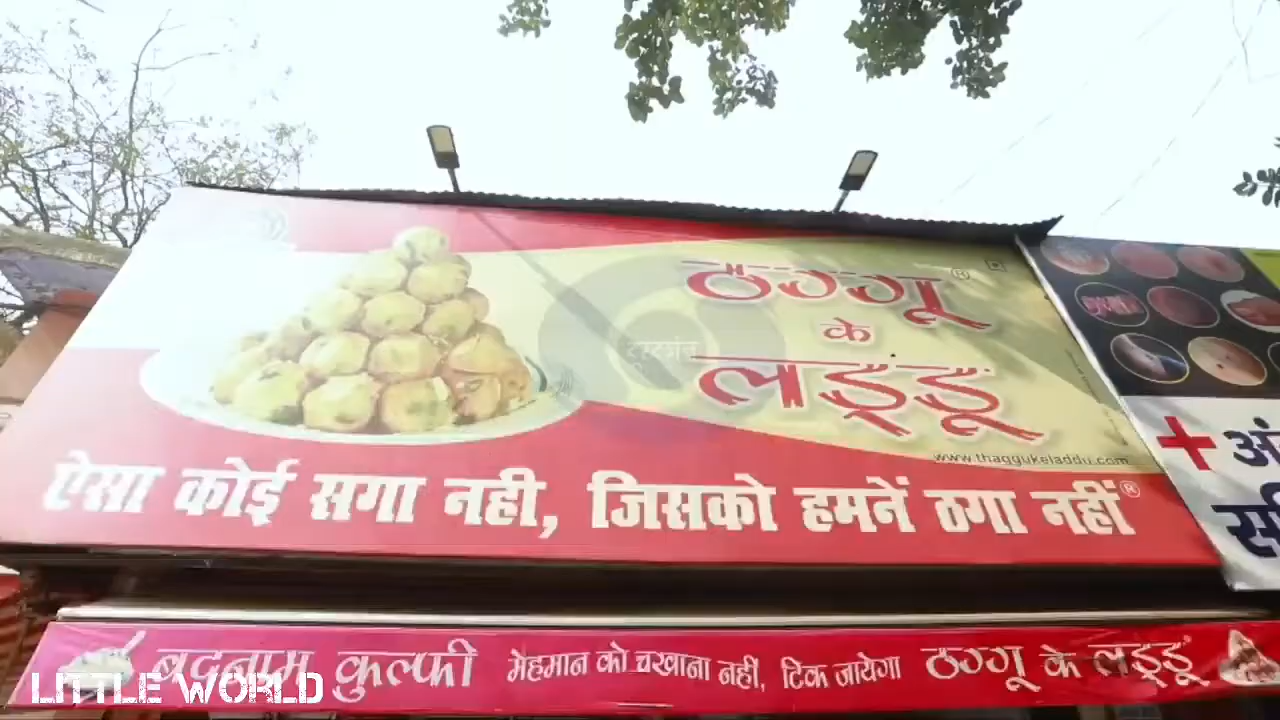 ठग्गू®
के
लड्डू
www.thaggukeladdu.com
ऐसा कोई सगा नही, जिसको हमनें ठगा नहीं®
बदनाम कुल्फी मेहमान को चखाना नहीं, टिक जायेगा ठग्गू के लड्डू
LITTLE WORLD